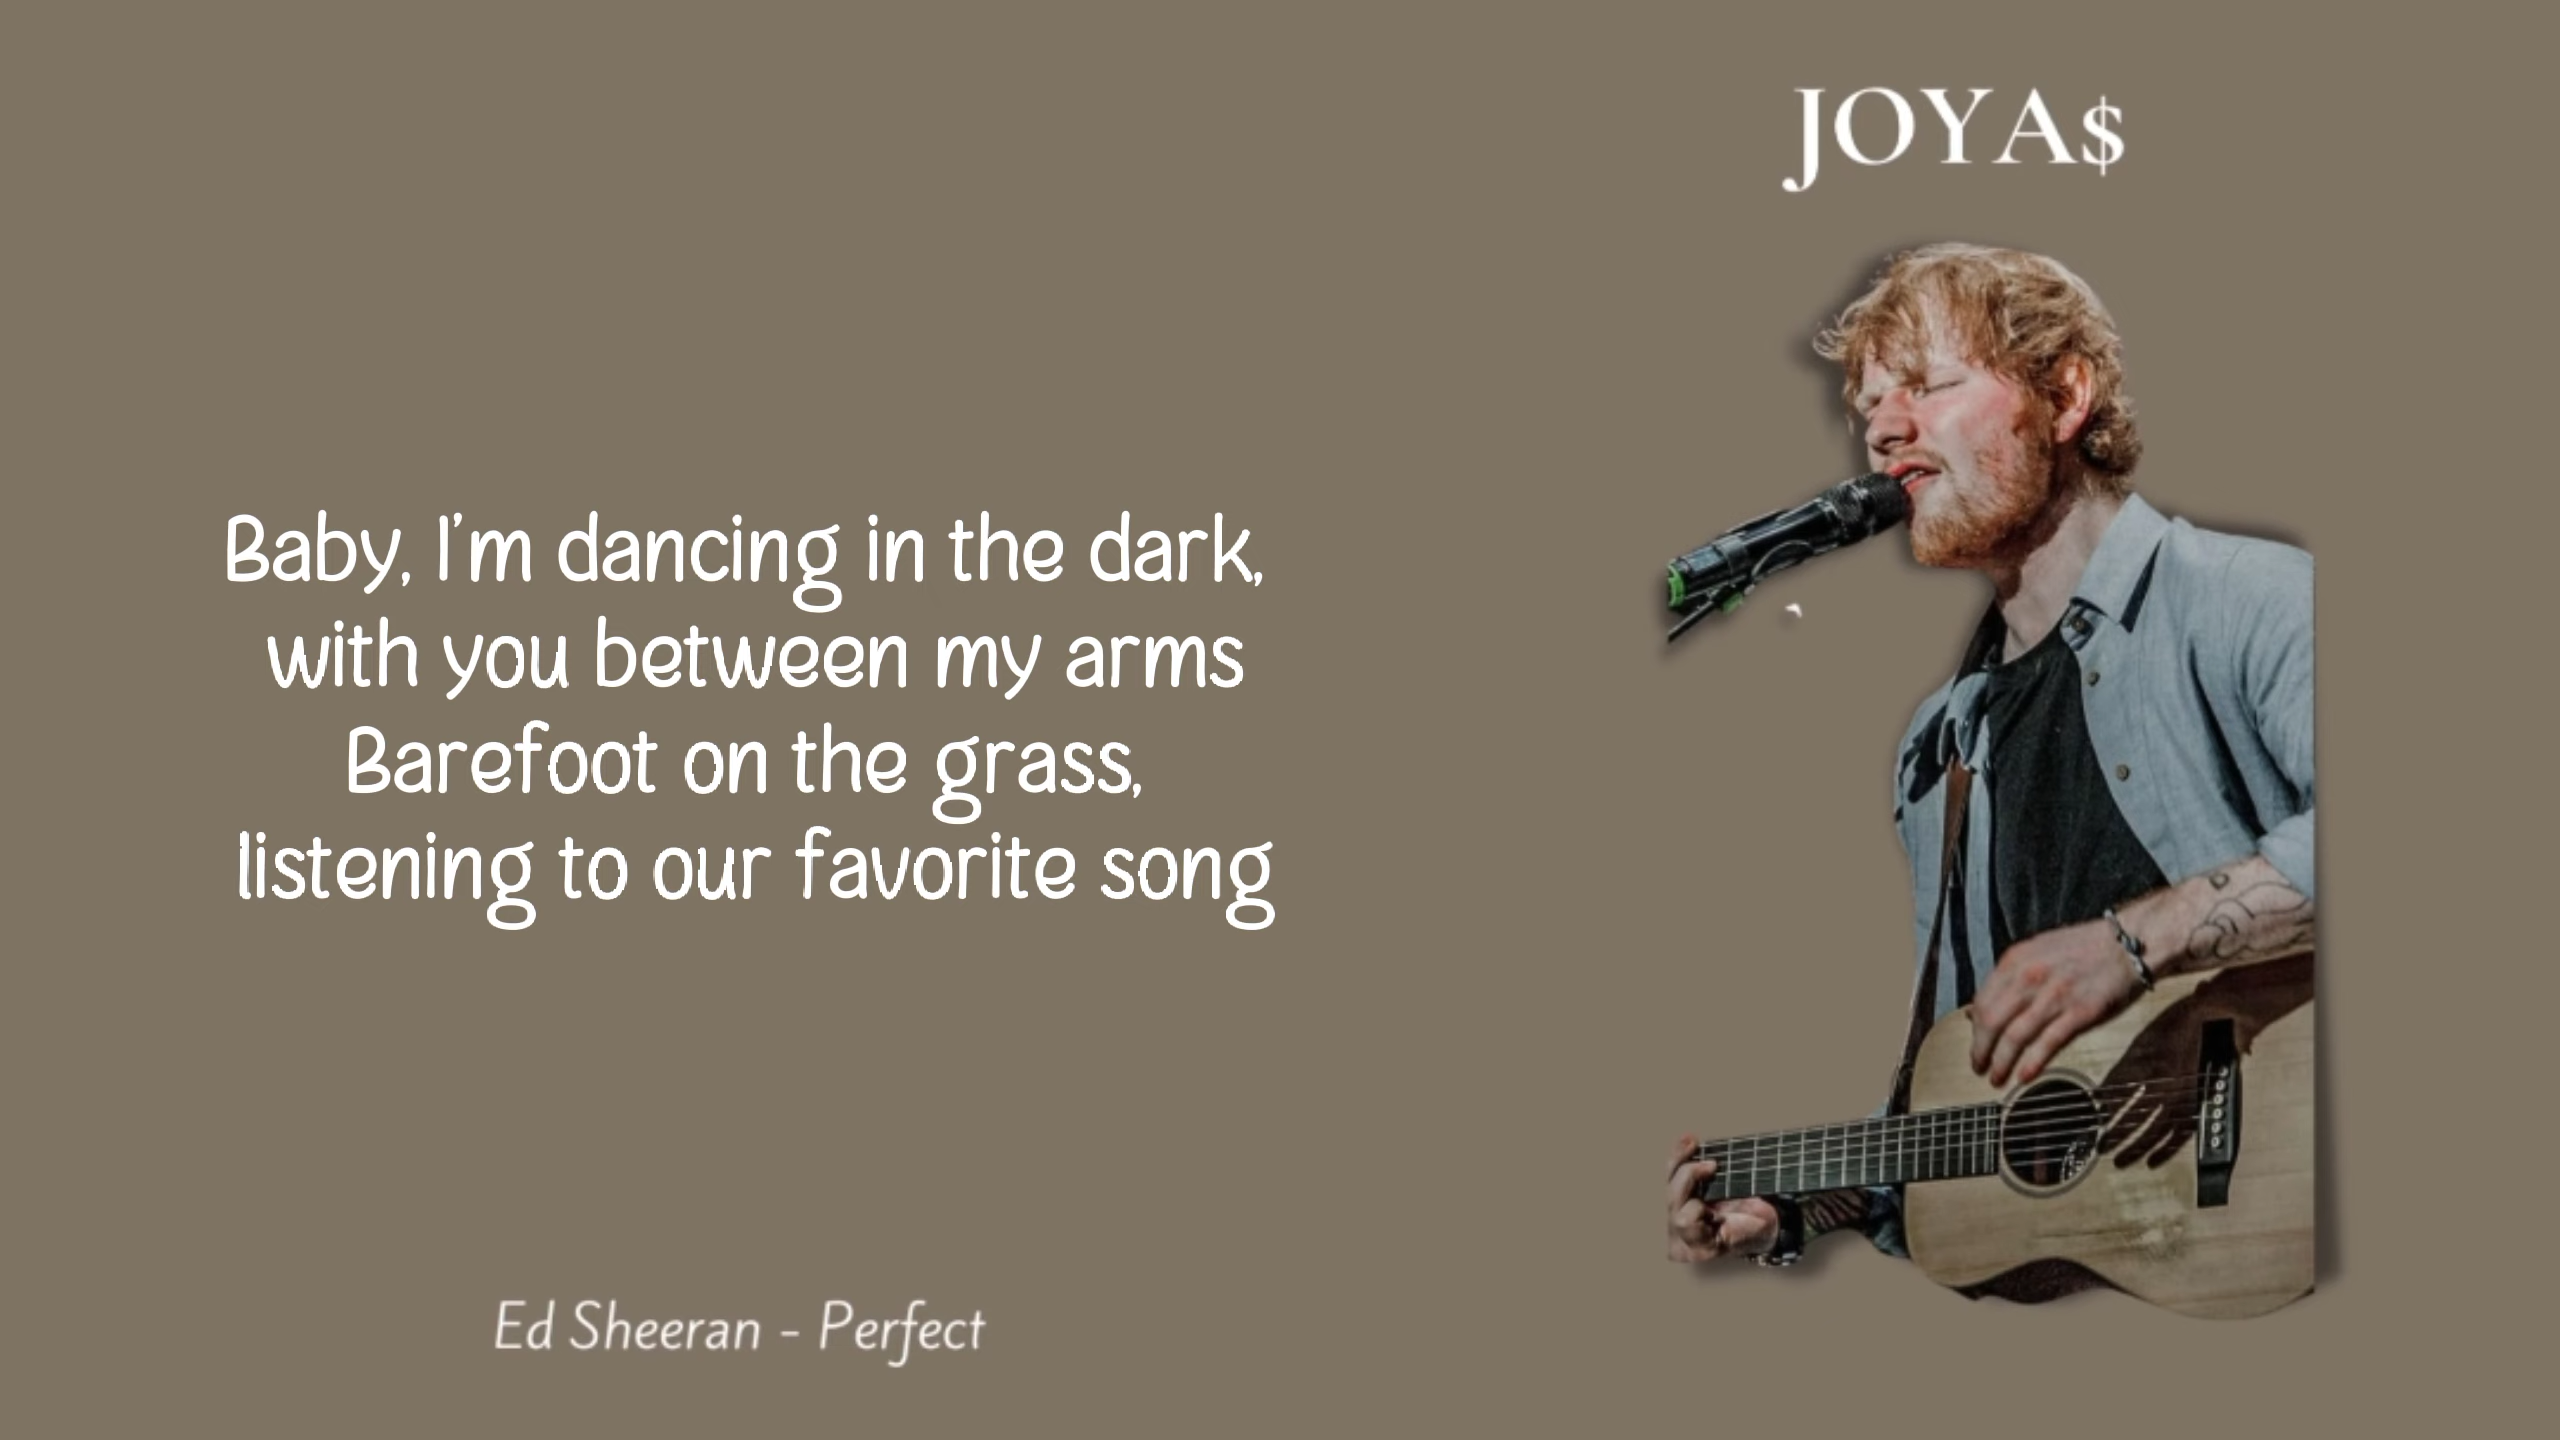 JOYA$
Baby, I'm dancing in the dark,
with you between my arms
Barefoot on the grass,
listening to our favorite song
Ed Sheeran - Perfect